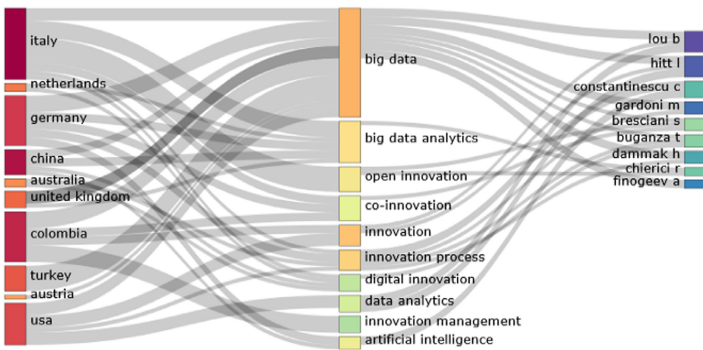 italy
netherlands
germany
china
australia
united kingdom
colombia
turkey
austria
usa
big data
big data analytics
open innovation
co-innovation
innovation
innovation process
digital innovation
data analytics
innovation management
artificial intelligence
lou b
hitt l
constantinescu c
gardoni m
bresciani s
buganza t
dammak h
chierici r
finogeev a